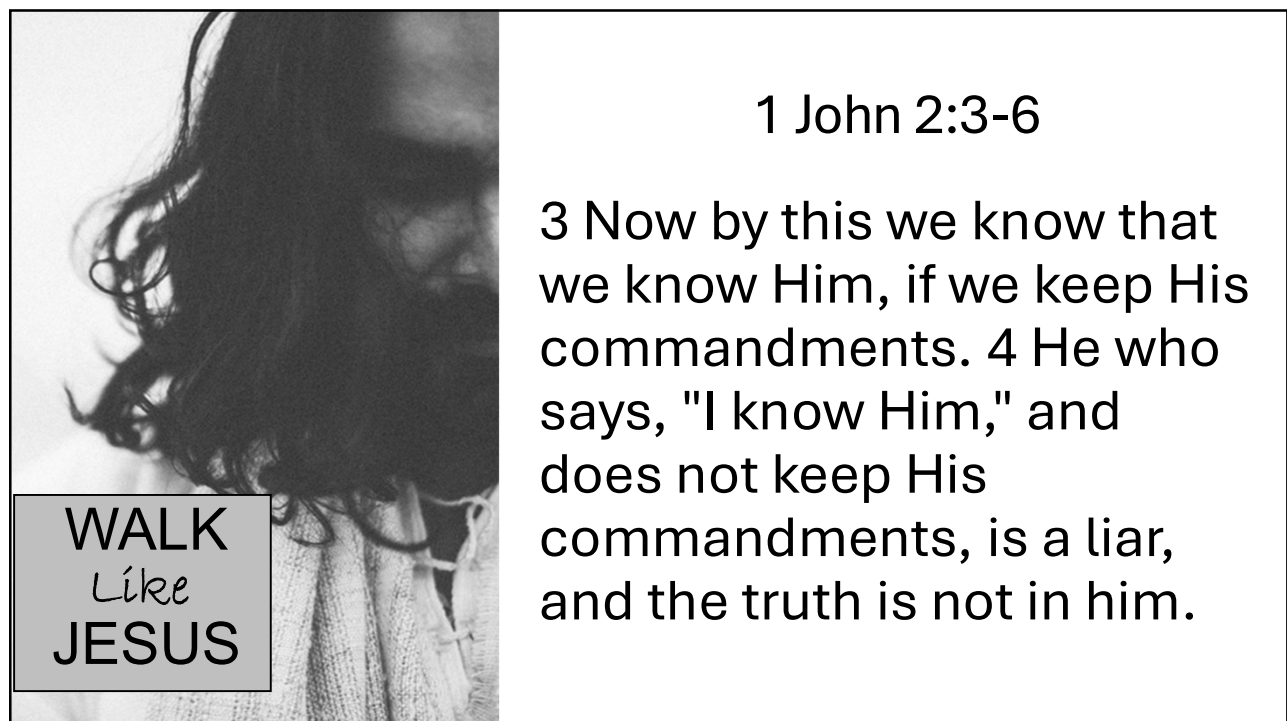 1 John 2:3-6
3 Now by this we know that
we know Him, if we keep His
commandments. 4 He who
says, "I know Him," and
does not keep His
commandments, is a liar,
and the truth is not in him.
WALK
Like
JESUS